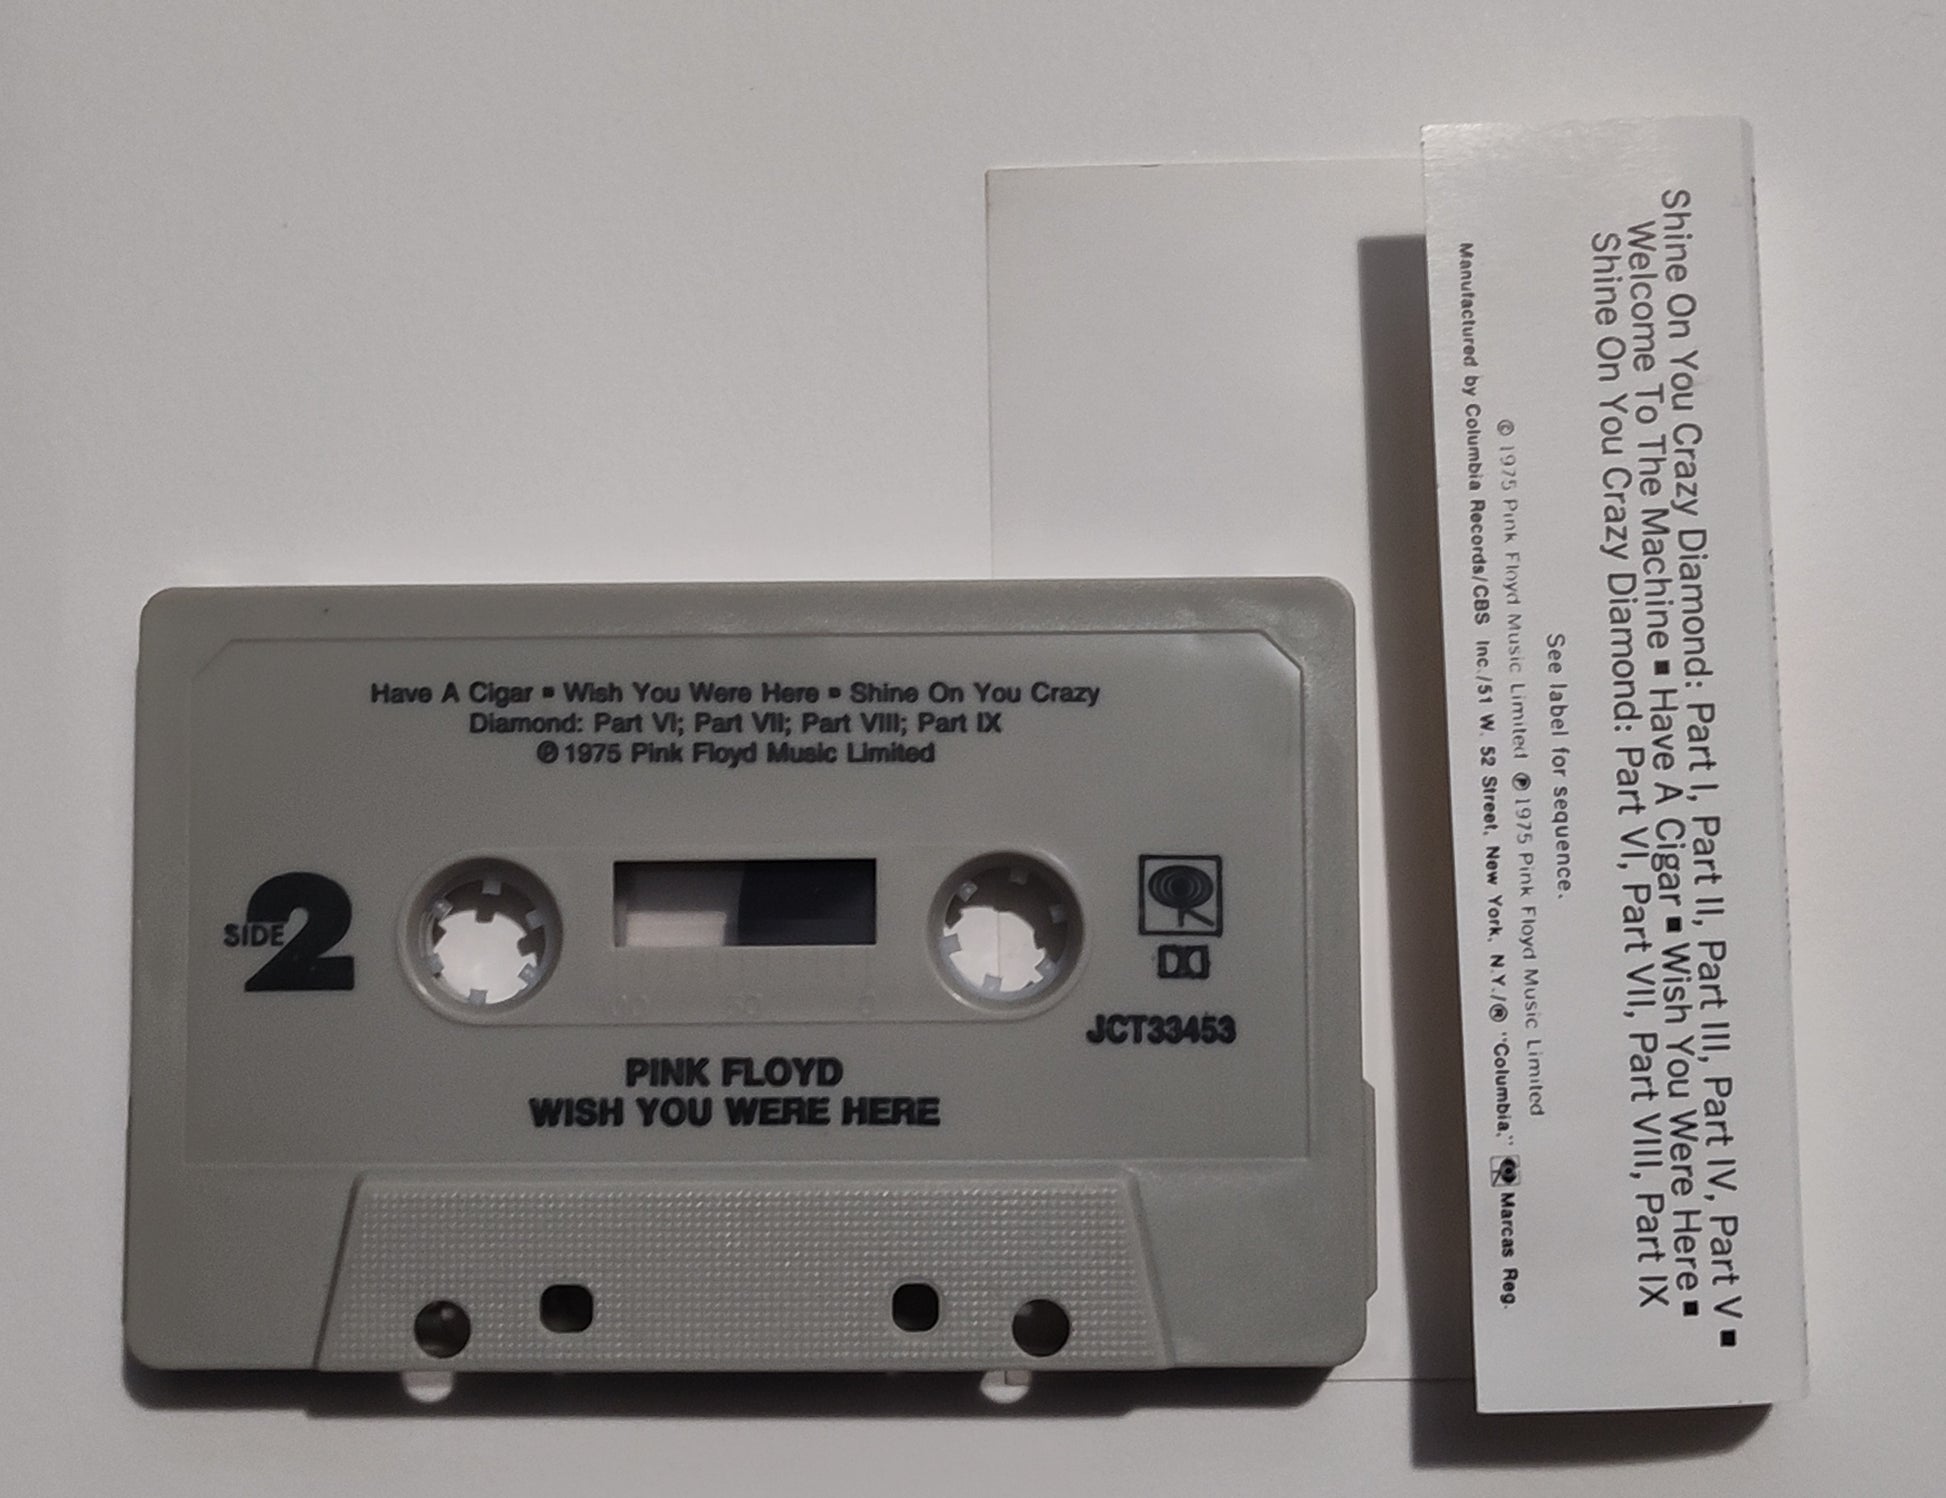 Have A Cigar ▪ Wish You Were Here ▪ Shine On You Crazy
Diamond: Part VI; Part VII; Part VIII; Part IX
℗ 1975 Pink Floyd Music Limited
SIDE 2
JCT33453
PINK FLOYD
WISH YOU WERE HERE
Shine On You Crazy Diamond: Part I, Part II, Part III, Part IV, Part V ▪
Welcome To The Machine ▪ Have A Cigar ▪ Wish You Were Here ▪
Shine On You Crazy Diamond: Part VI, Part VII, Part VIII, Part IX
See label for sequence.
© 1975 Pink Floyd Music Limited ℗ 1975 Pink Floyd Music Limited
Manufactured by Columbia Records/CBS Inc./51 W. 52 Street, New York, N.Y./® "Columbia," Marcas Reg.